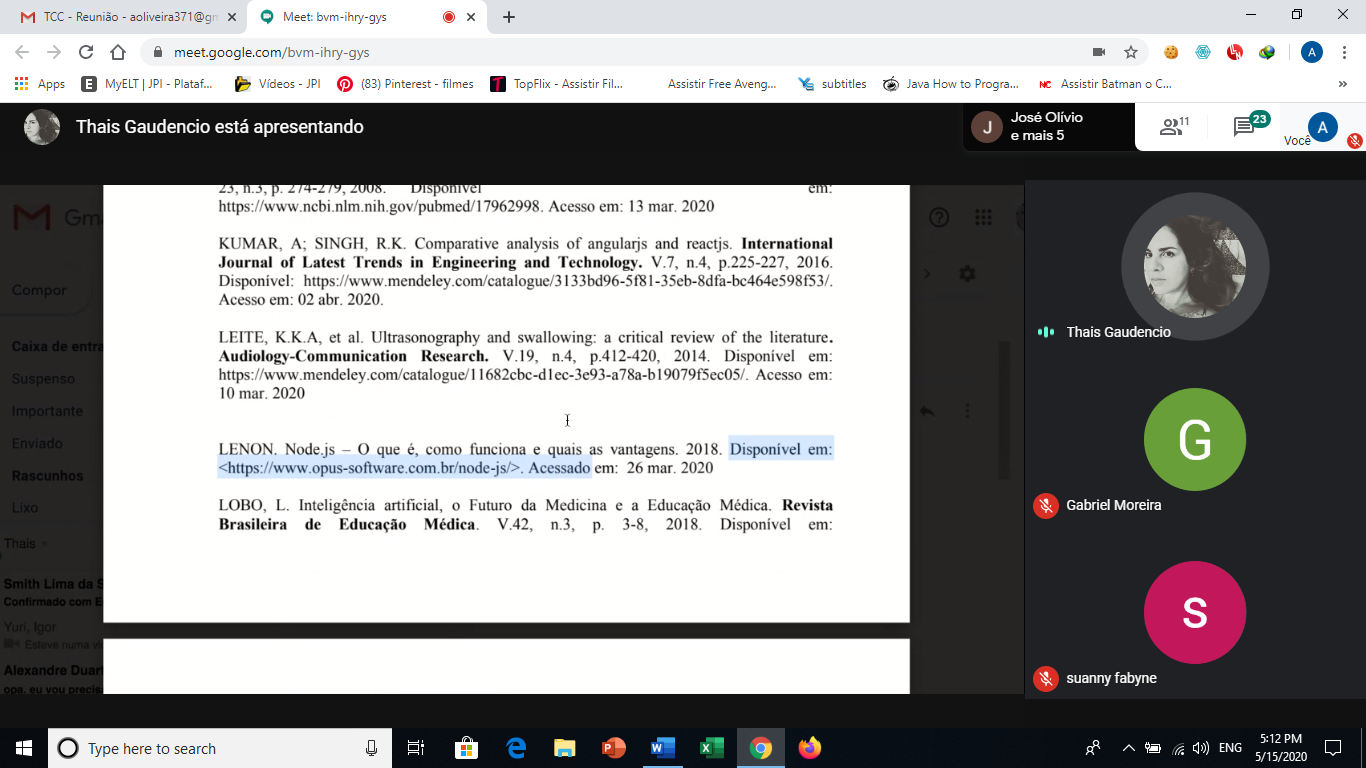 TCC - Reunião - aoliveira371@gm
Meet: bvm-ihry-gys
meet.google.com/bvm-ihry-gys
A
Apps
MyELT | JPI - Plataf...
Vídeos - JPI
(83) Pinterest - filmes
TopFlix - Assistir Fil...
Assistir Free Aveng...
subtitles
Java How to Progra...
Assistir Batman o C...
Thais Gaudencio está apresentando
J
José Olívio
e mais 5
11
23
Você
A
23, n.3, p. 274-279, 2008. Disponível em:
https://www.ncbi.nlm.nih.gov/pubmed/17962998. Acesso em: 13 mar. 2020
KUMAR, A; SINGH, R.K. Comparative analysis of angularjs and reactjs. International
Journal of Latest Trends in Engineering and Technology. V.7, n.4, p.225-227, 2016.
Disponível: https://www.mendeley.com/catalogue/3133bd96-5f81-35eb-8dfa-bc464e598f53/.
Acesso em: 02 abr. 2020.
LEITE, K.K.A, et al. Ultrasonography and swallowing: a critical review of the literature.
Audiology-Communication Research. V.19, n.4, p.412-420, 2014. Disponível em:
https://www.mendeley.com/catalogue/11682cbc-d1ec-3e93-a78a-b19079f5ec05/. Acesso em:
10 mar. 2020
LENON. Node.js – O que é, como funciona e quais as vantagens. 2018. Disponível em:
<https://www.opus-software.com.br/node-js/>. Acessado em: 26 mar. 2020
LOBO, L. Inteligência artificial, o Futuro da Medicina e a Educação Médica. Revista
Brasileira de Educação Médica. V.42, n.3, p. 3-8, 2018. Disponível em:
Gm
Compor
Caixa de entra
Suspenso
Importante
Enviado
Rascunhos
Lixo
Thais
Smith Lima da S
Confirmado com E
Yuri, Igor
Esteve numa vi
Alexandre Duart
opa, eu vou precis
Thais Gaudencio
G
Gabriel Moreira
S
suanny fabyne
Type here to search
ENG
5:12 PM
5/15/2020